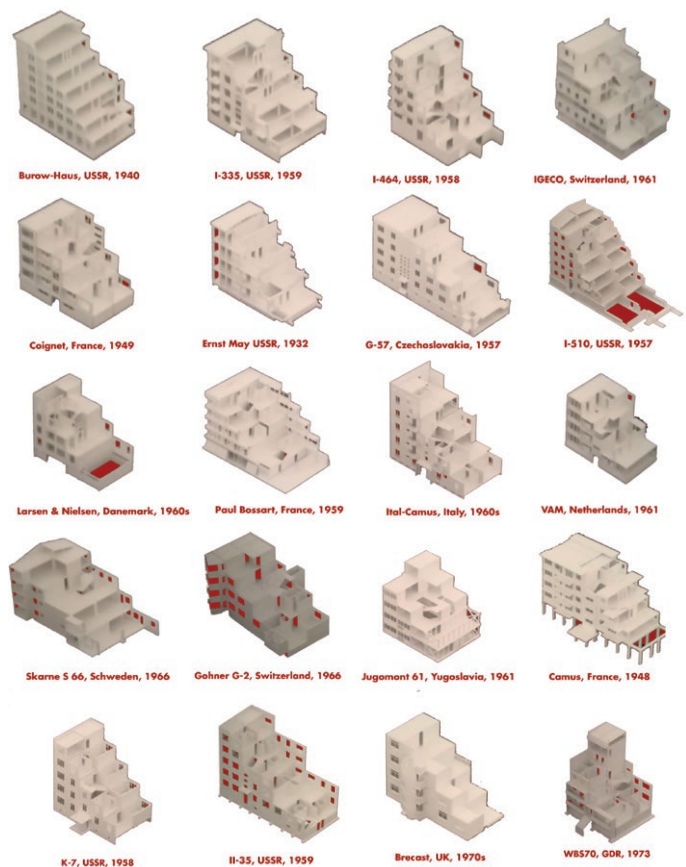 Burow-Haus, USSR, 1940
I-335, USSR, 1959
I-464, USSR, 1958
IGECO, Switzerland, 1961
Coignet, France, 1949
Ernst May USSR, 1932
G-57, Czechoslovakia, 1957
I-510, USSR, 1957
Larsen & Nielsen, Danemark, 1960s
Paul Bossart, France, 1959
Ital-Camus, Italy, 1960s
VAM, Netherlands, 1961
Skarne S 66, Schweden, 1966
Gohner G-2, Switzerland, 1966
Jugomont 61, Yugoslavia, 1961
Camus, France, 1948
K-7, USSR, 1958
II-35, USSR, 1959
Brecast, UK, 1970s
WBS70, GDR, 1973